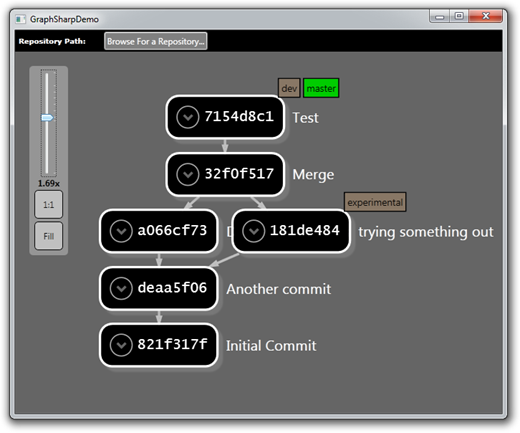 GraphSharpDemo
Repository Path: Browse For a Repository...
dev master
7154d8c1 Test
1.69x
32f0f517 Merge
1:1
experimental
Fill
a066cf73 181de484 trying something out
deaa5f06 Another commit
821f317f Initial Commit